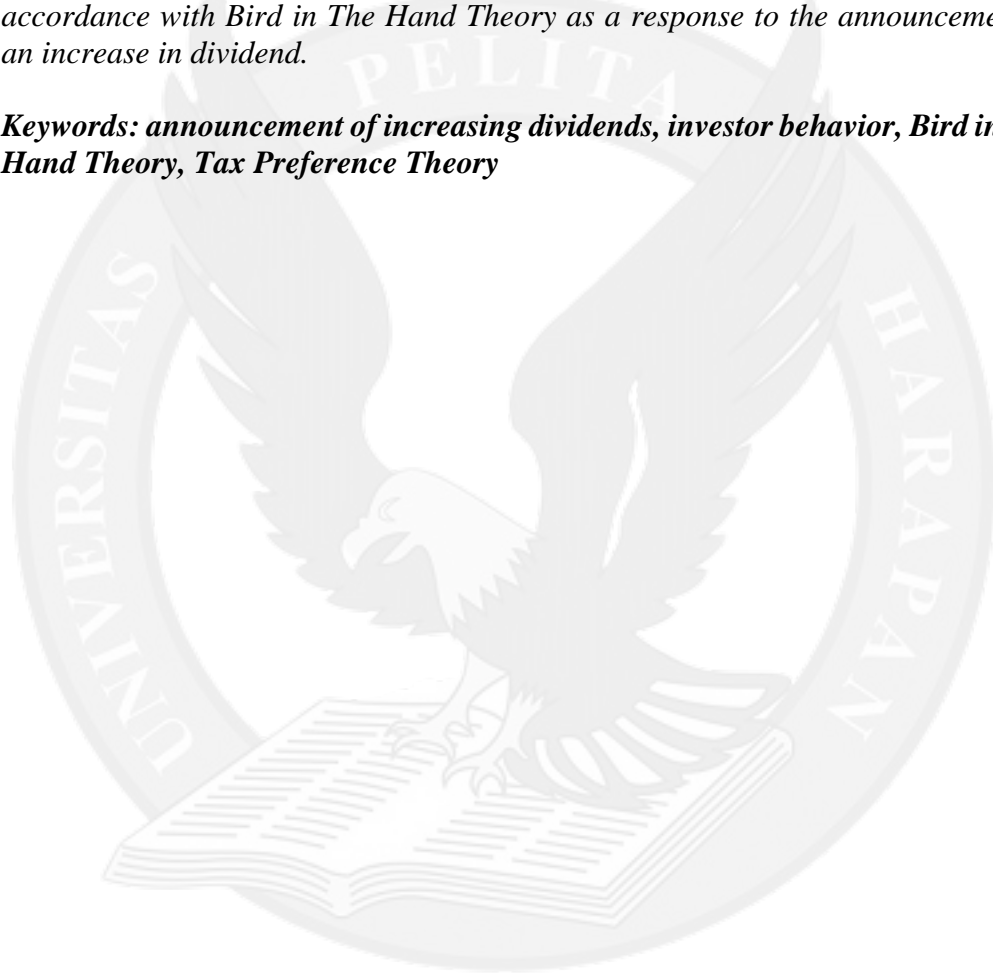 accordance with Bird in The Hand Theory as a response to the announceme
an increase in dividend.
Keywords: announcement of increasing dividends, investor behavior, Bird in
Hand Theory, Tax Preference Theory
UNIVERSITAS PELITA HARAPAN